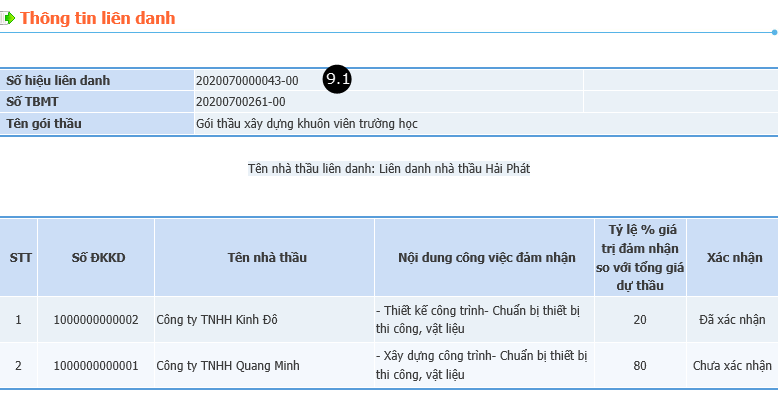 Thông tin liên danh
Số hiệu liên danh 2020070000043-00 9.1
Số TBMT 20200700261-00
Tên gói thầu Gói thầu xây dựng khuôn viên trường học
Tên nhà thầu liên danh: Liên danh nhà thầu Hải Phát
STT Số ĐKKD Tên nhà thầu Nội dung công việc đảm nhận Tỷ lệ % giá trị đảm nhận so với tổng giá dự thầu Xác nhận
1 1000000000002 Công ty TNHH Kinh Đô - Thiết kế công trình- Chuẩn bị thiết bị thi công, vật liệu 20 Đã xác nhận
2 1000000000001 Công ty TNHH Quang Minh - Xây dựng công trình- Chuẩn bị thiết bị thi công, vật liệu 80 Chưa xác nhận